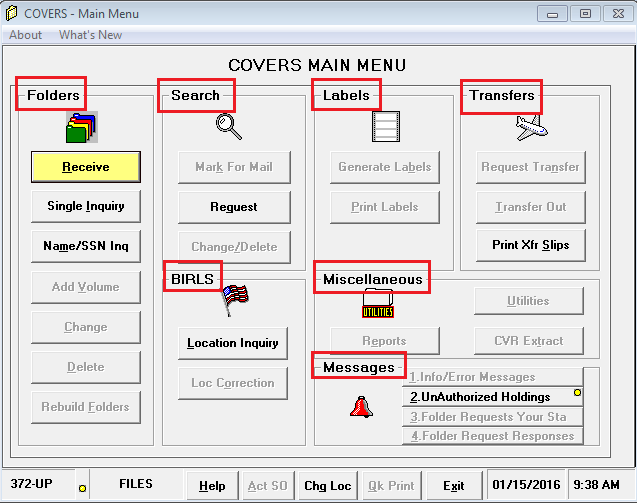 COVERS - Main Menu
About What's New
COVERS MAIN MENU
Folders
Receive
Single Inquiry
Name/SSN Inq
Add Volume
Change
Delete
Rebuild Folders
Search
Mark For Mail
Reguest
Change/Delete
BIRLS
Location Inquiry
Loc Correction
Labels
Generate Labels
Print Labels
Transfers
Request Transfer
Transfer Out
Print Xfr Slips
Miscellaneous
UTILITIES
Reports
Utilities
CVR Extract
Messages
1.Info/Error Messages
2.UnAuthorized Holdings
3.Folder Requests Your Sta
4.Folder Request Responses
372-UP FILES Help Act SO Chg Loc Qk Print Exit 01/15/2016 9:38 AM